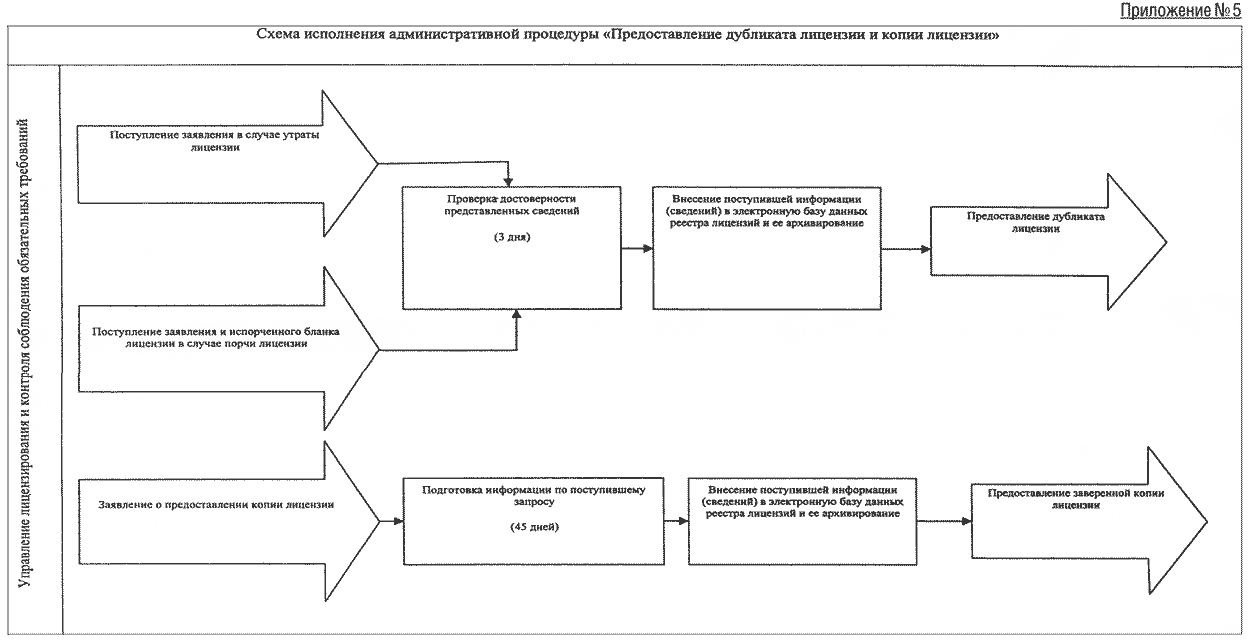 Приложение № 5
Схема исполнения административной процедуры «Предоставление дубликата лицензии и копии лицензии»
Управление лицензирования и контроля соблюдения обязательных требований
Поступление заявления в случае утраты
лицензии
Проверка достоверности
представленных сведений
(3 дня)
Внесение поступившей информации
(сведений) в электронную базу данных
реестра лицензий и ее архивирование
Предоставление дубликата
лицензии
Поступление заявления и испорченного бланка
лицензии в случае порчи лицензии
Заявление о предоставлении копии лицензии
Подготовка информации по поступившему
запросу
(45 дней)
Внесение поступившей информации
(сведений) в электронную базу данных
реестра лицензий и ее архивирование
Предоставление заверенной копии
лицензии